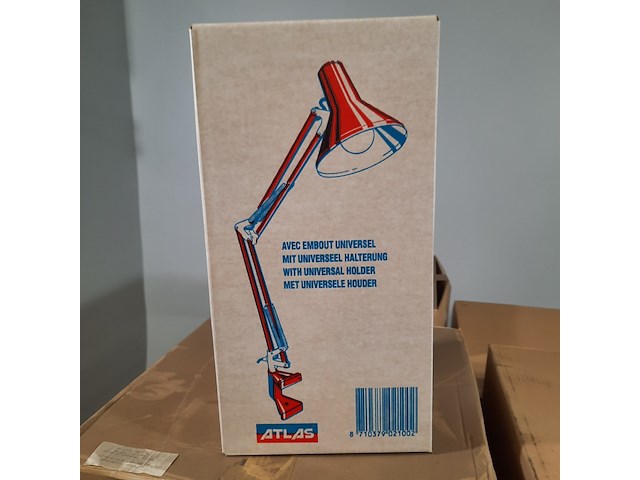 AVEC EMBOUT UNIVERSEL
MIT UNIVERSEEL HALTERUNG
WITH UNIVERSAL HOLDER
MET UNIVERSELE HOUDER
ATLAS
8 710379 021002